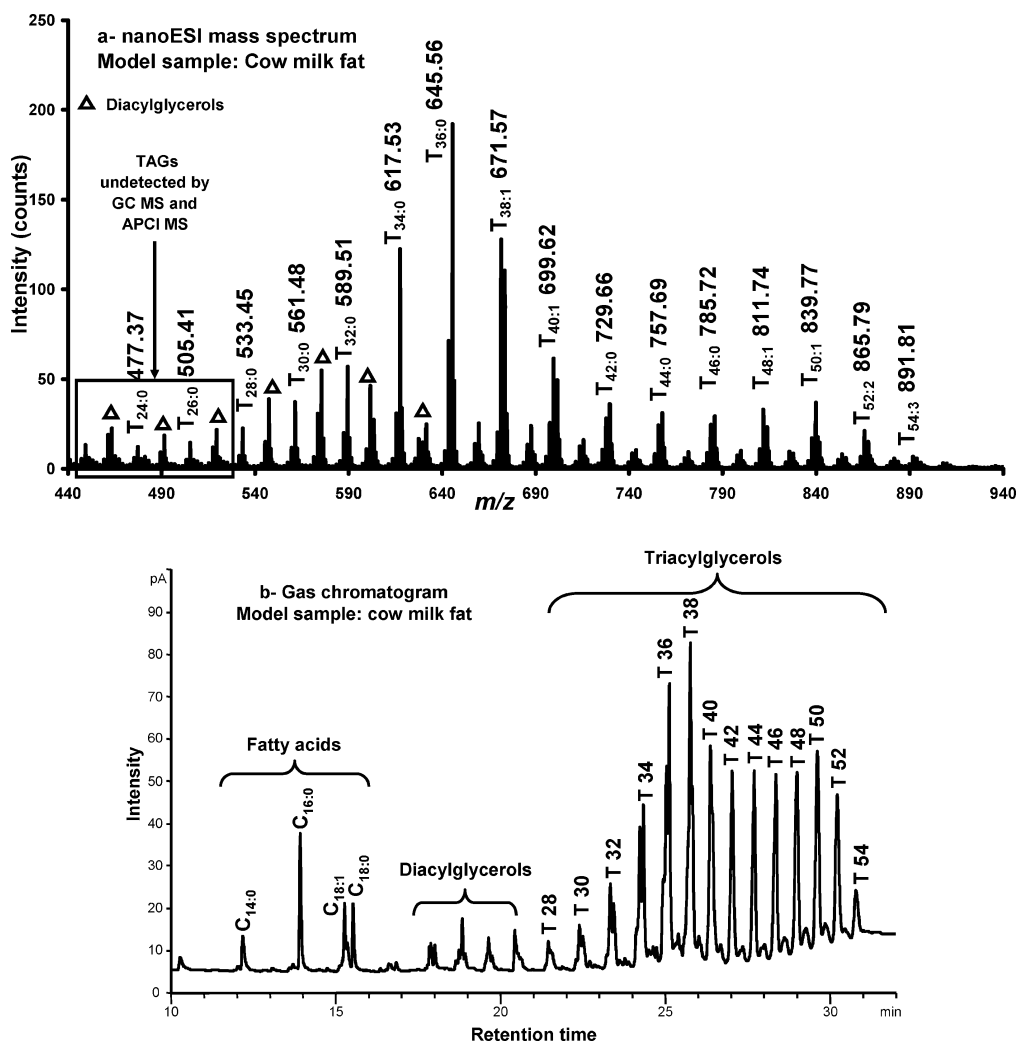 a- nanoESI mass spectrum
Model sample: Cow milk fat
Diacylglycerols
TAGs
undetected by
GC MS and
APCI MS
Intensity (counts)
250
200
150
100
50
0
T24:0 477.37
T26:0 505.41
T28:0 533.45
T30:0 561.48
T32:0 589.51
T34:0 617.53
T36:0 645.56
T38:1 671.57
T40:1 699.62
T42:0 729.66
T44:0 757.69
T46:0 785.72
T48:1 811.74
T50:1 839.77
T52:2 865.79
T54:3 891.81
440 490 540 590 640 690 740 790 840 890 940
m/z
b- Gas chromatogram
Model sample: cow milk fat
pA
90
80
70
60
50
40
30
20
10
0
Intensity
Fatty acids
C14:0
C16:0
C18:1
C18:0
Diacylglycerols
Triacylglycerols
T 28
T 30
T 32
T 34
T 36
T 38
T 40
T 42
T 44
T 46
T 48
T 50
T 52
T 54
10 15 20 25 30 min
Retention time